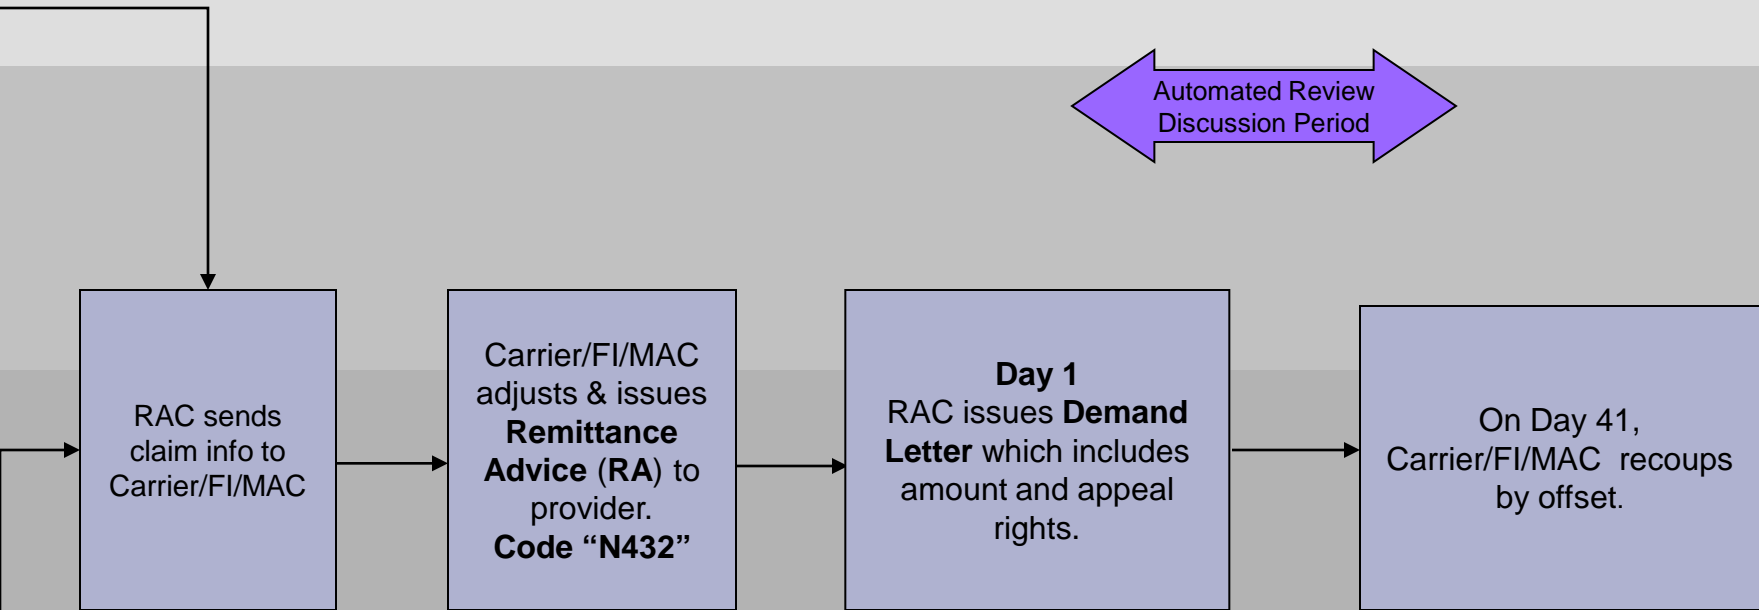 Automated Review
Discussion Period
RAC sends
claim info to
Carrier/FI/MAC
Carrier/FI/MAC
adjusts & issues
Remittance
Advice (RA) to
provider.
Code “N432”
Day 1
RAC issues Demand
Letter which includes
amount and appeal
rights.
On Day 41,
Carrier/FI/MAC  recoups
by offset.